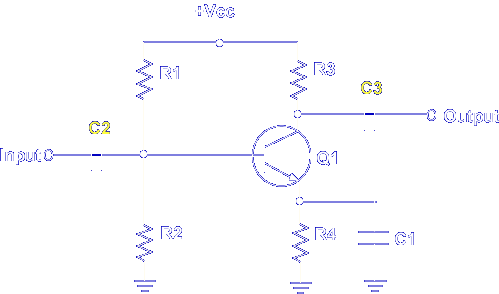 +Vcc
R1
R3
C3
Output
C2
Input
Q1
R2
R4
C1